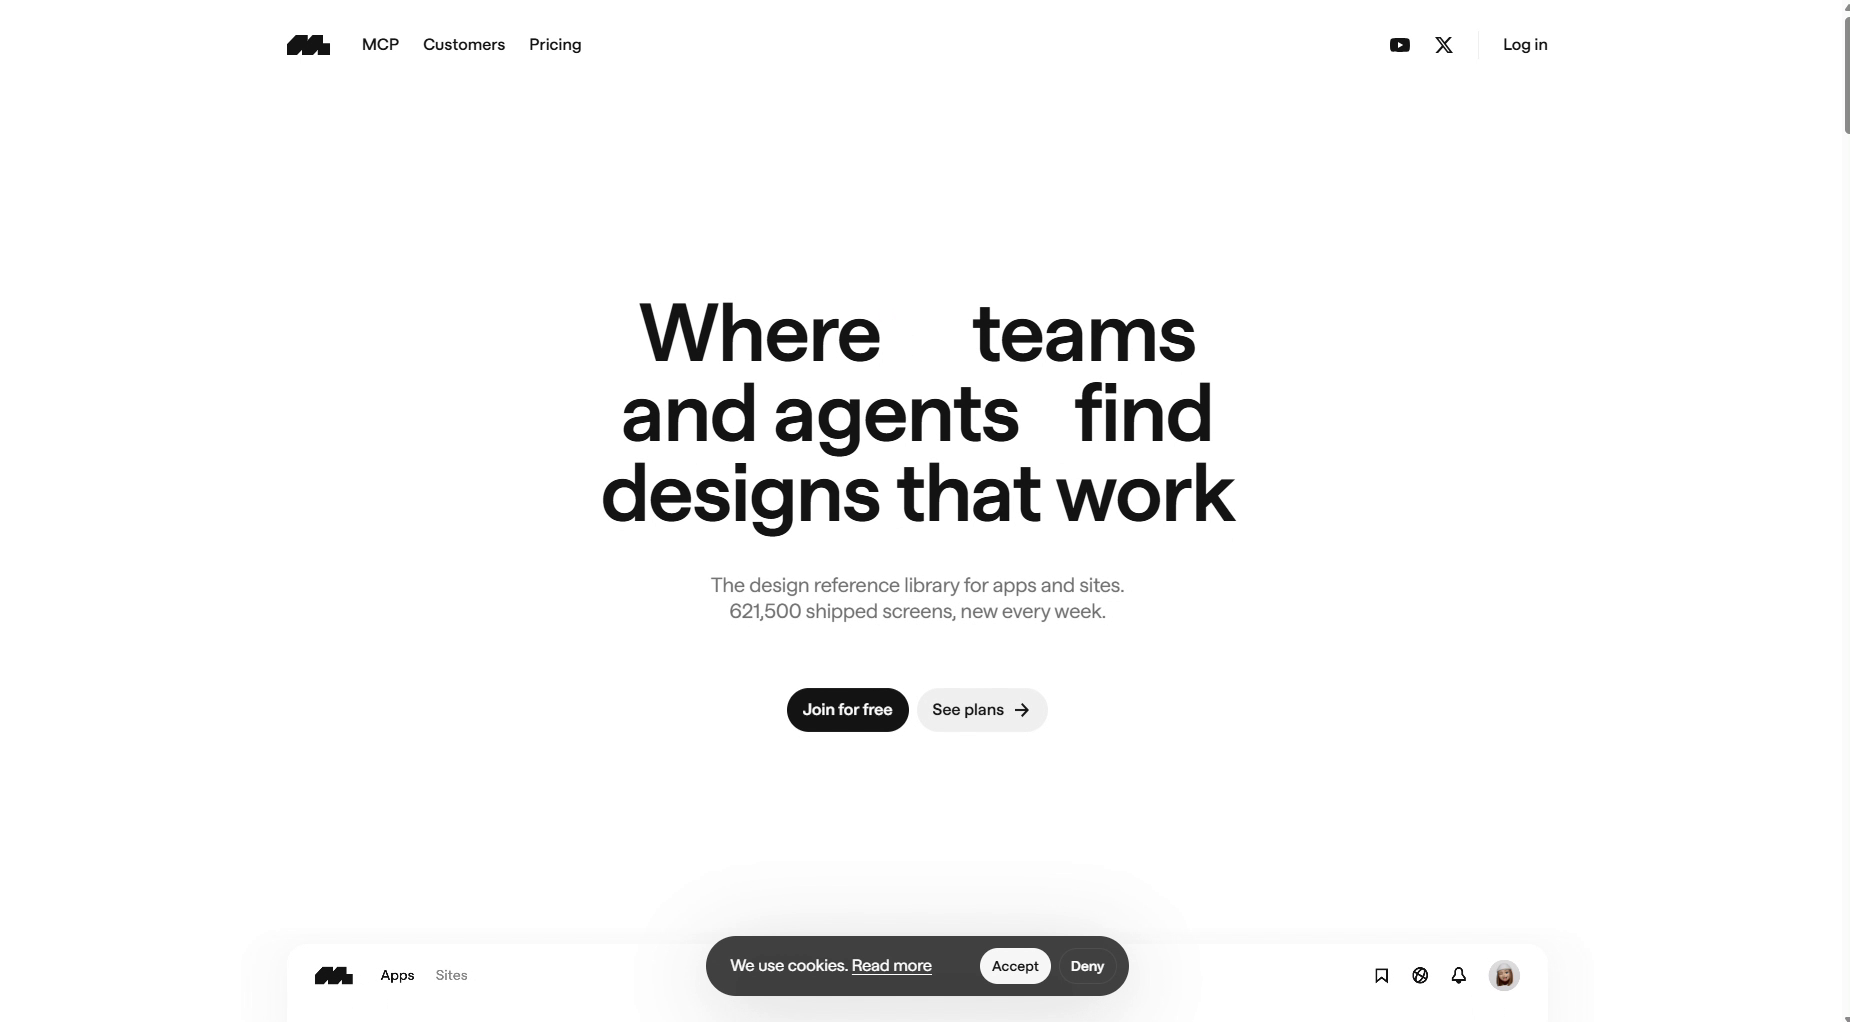 MCP Customers Pricing Log in
Where teams
and agents find
designs that work
The design reference library for apps and sites.
621,500 shipped screens, new every week.
Join for free See plans
We use cookies. Read more Accept Deny
Apps Sites